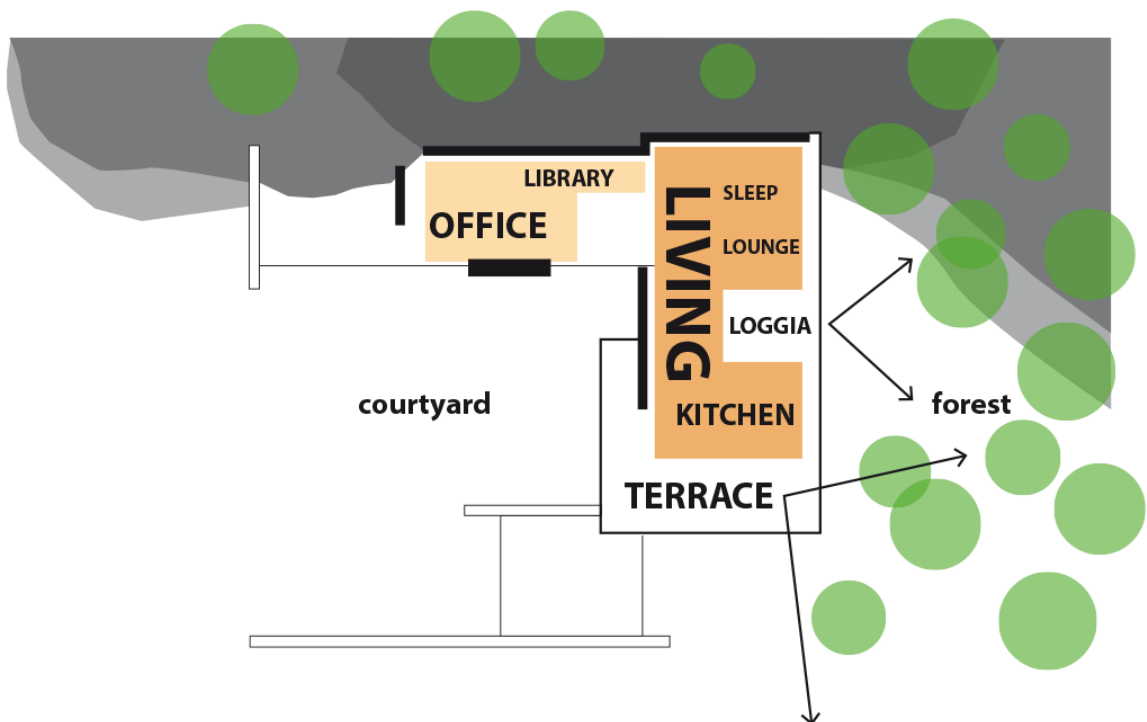 LIBRARY
OFFICE
LIVING
SLEEP
LOUNGE
LOGGIA
KITCHEN
TERRACE
courtyard
forest